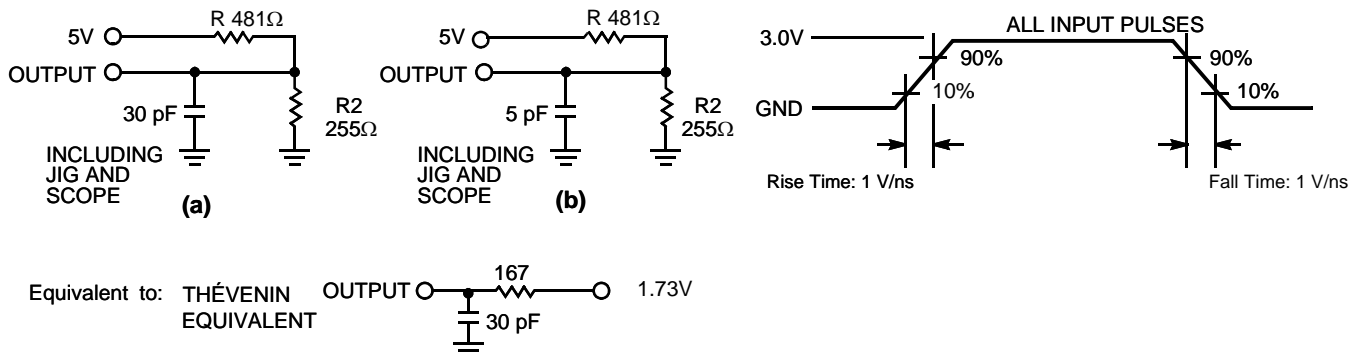 R 481Ω
5V
OUTPUT
30 pF
R2
255Ω
INCLUDING
JIG AND
SCOPE
(a)
R 481Ω
5V
OUTPUT
5 pF
R2
255Ω
INCLUDING
JIG AND
SCOPE
(b)
ALL INPUT PULSES
3.0V
90%
10%
GND
90%
10%
Rise Time: 1 V/ns
Fall Time: 1 V/ns
Equivalent to: THÉVENIN
EQUIVALENT
OUTPUT
167
1.73V
30 pF